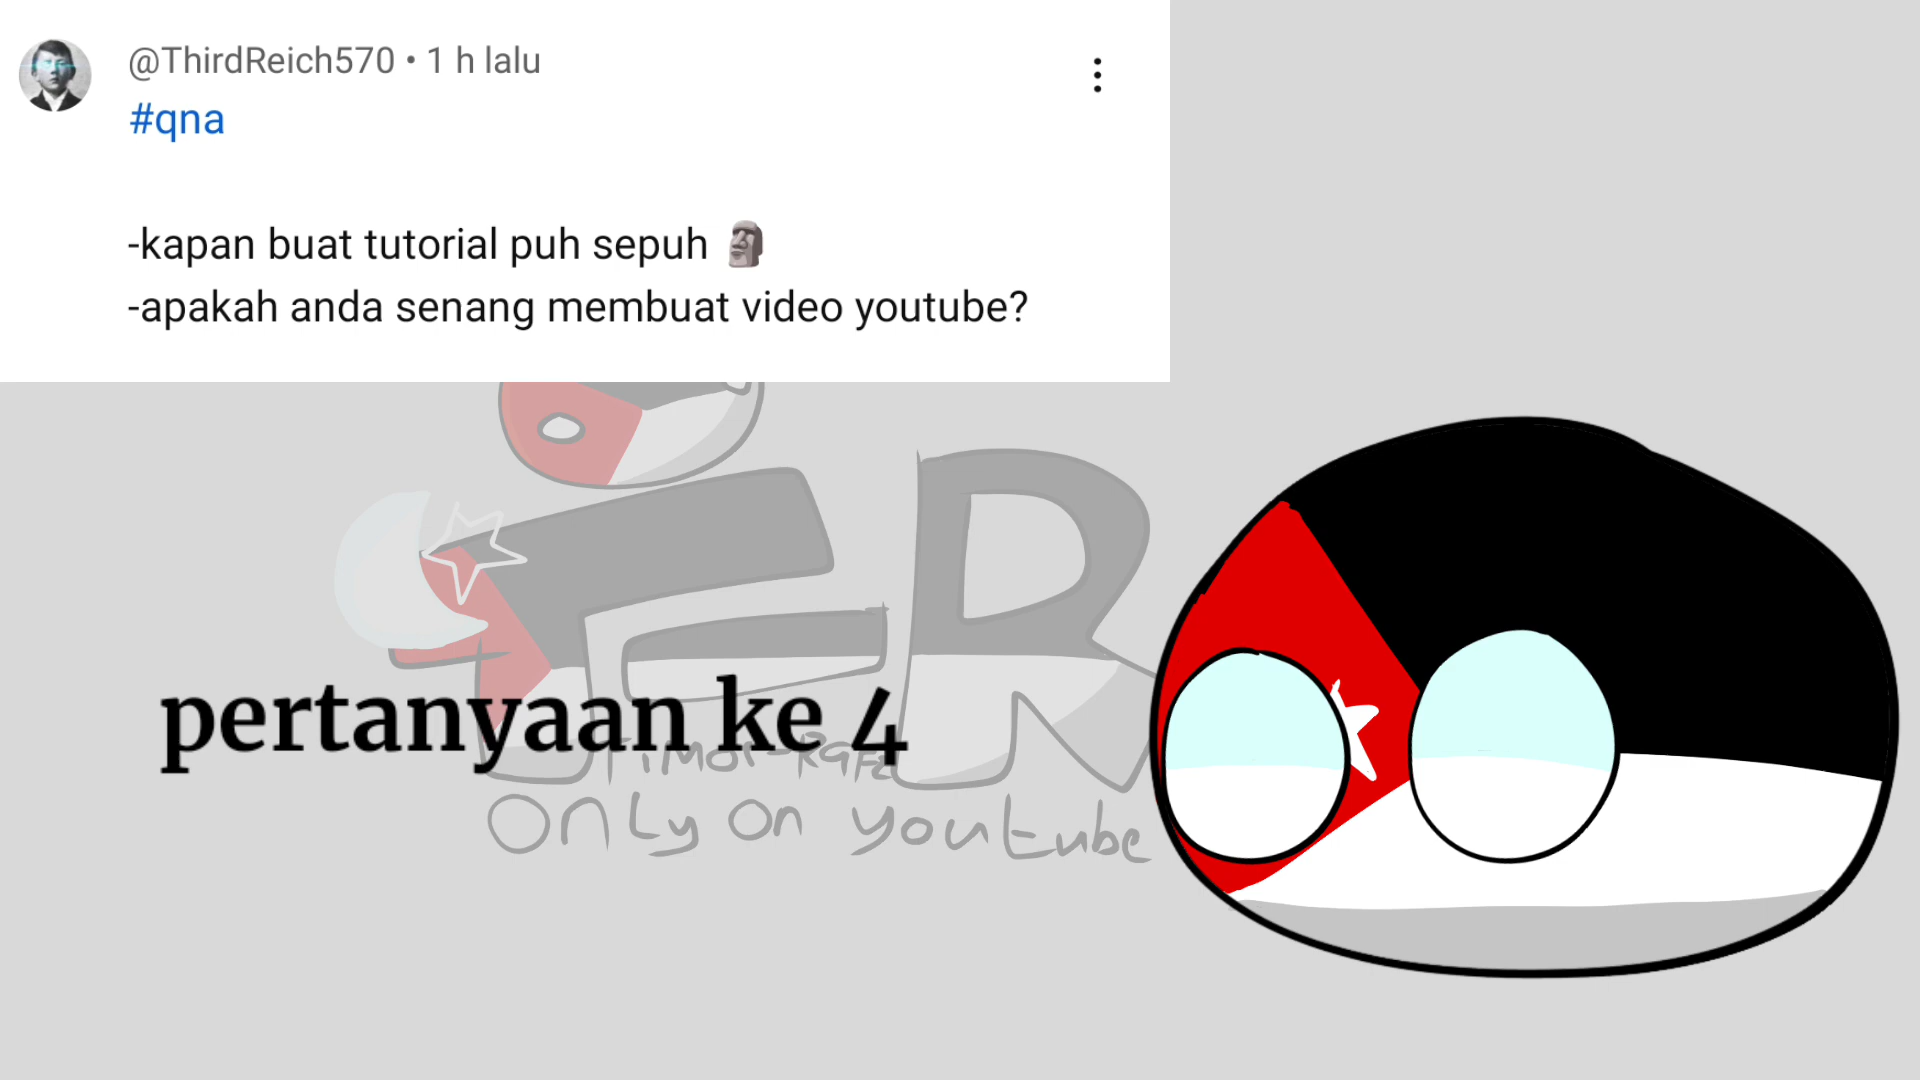 @ThirdReich570 • 1 h lalu
#qna
-kapan buat tutorial puh sepuh 🗿
-apakah anda senang membuat video youtube?
pertanyaan ke 4
Only On youtube